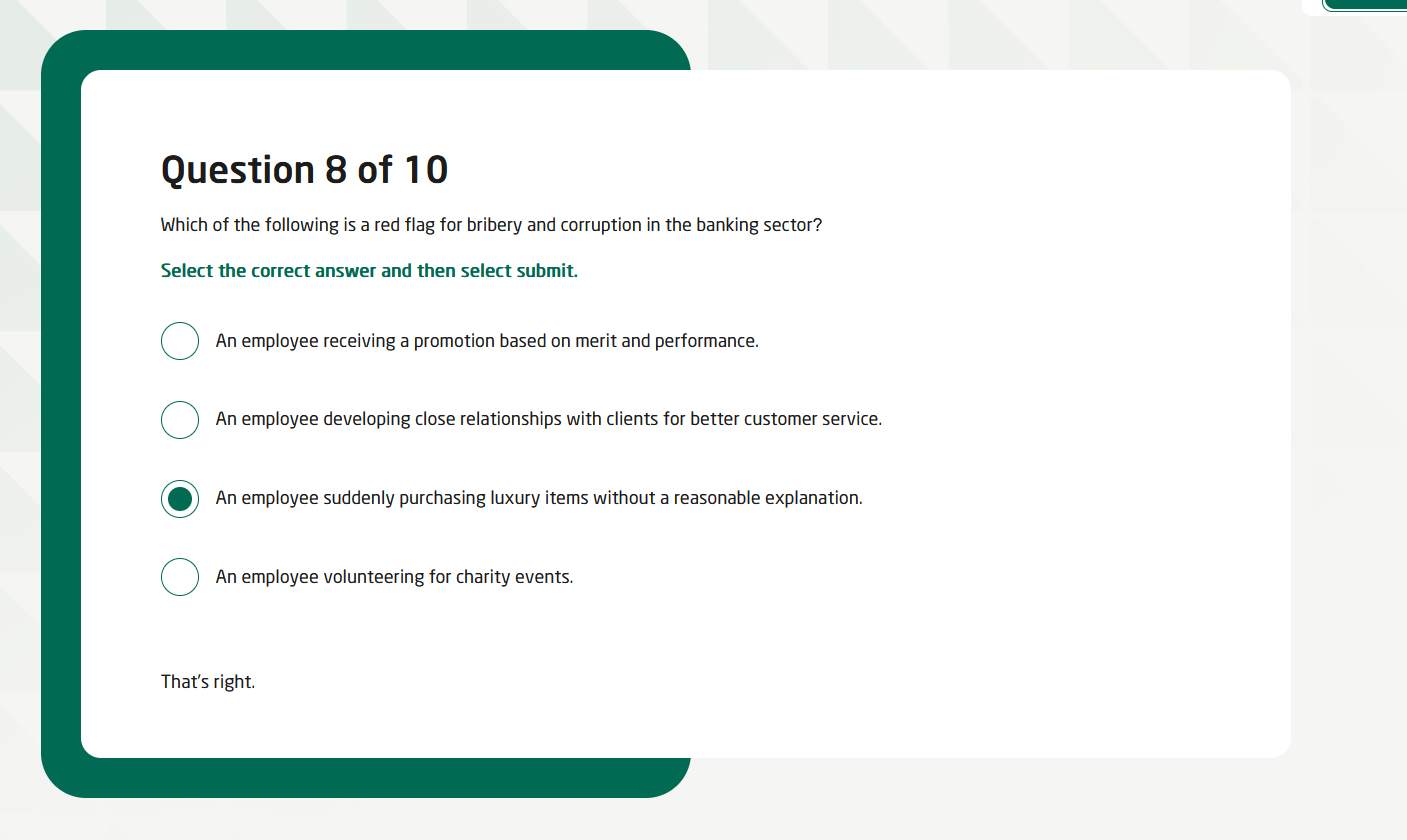 Question 8 of 10
Which of the following is a red flag for bribery and corruption in the banking sector?
Select the correct answer and then select submit.
An employee receiving a promotion based on merit and performance.
An employee developing close relationships with clients for better customer service.
An employee suddenly purchasing luxury items without a reasonable explanation.
An employee volunteering for charity events.
That's right.